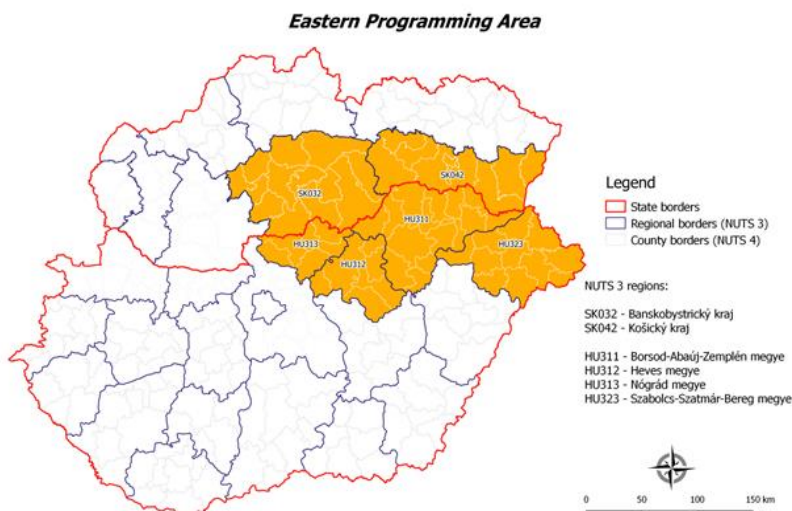 Eastern Programming Area
SK032
SK042
HU311
HU313
HU312
HU323
Legend
State borders
Regional borders (NUTS 3)
County borders (NUTS 4)
NUTS 3 regions:
SK032 - Banskobystrický kraj
SK042 - Košický kraj
HU311 - Borsod-Abaúj-Zemplén megye
HU312 - Heves megye
HU313 - Nógrád megye
HU323 - Szabolcs-Szatmár-Bereg megye
0 50 100 150 km